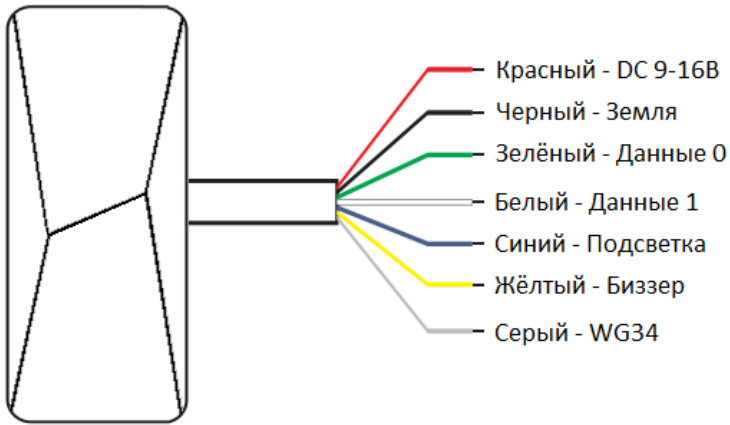 Красный - DC 9-16В
Черный - Земля
Зелёный - Данные 0
Белый - Данные 1
Синий - Подсветка
Жёлтый - Биззер
Серый - WG34